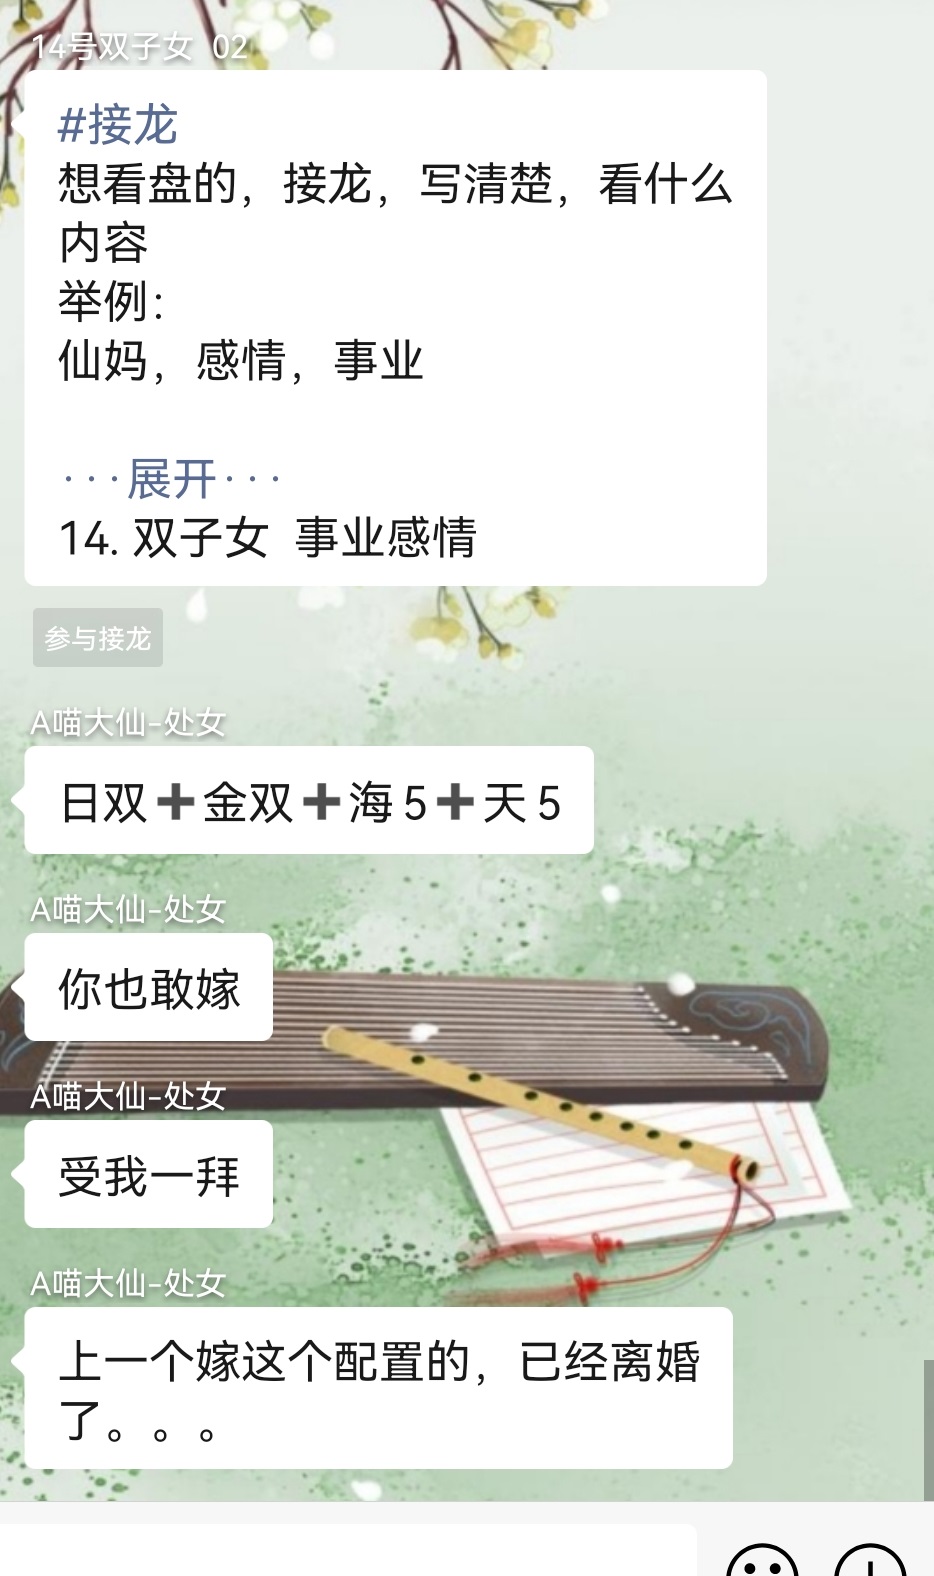 14号双子女 02
#接龙
想看盘的，接龙，写清楚，看什么
内容
举例：
仙妈，感情，事业
···展开···
14. 双子女 事业感情
参与接龙
A喵大仙-处女
日双➕金双➕海5➕天5
A喵大仙-处女
你也敢嫁
A喵大仙-处女
受我一拜
A喵大仙-处女
上一个嫁这个配置的，已经离婚
了。。。